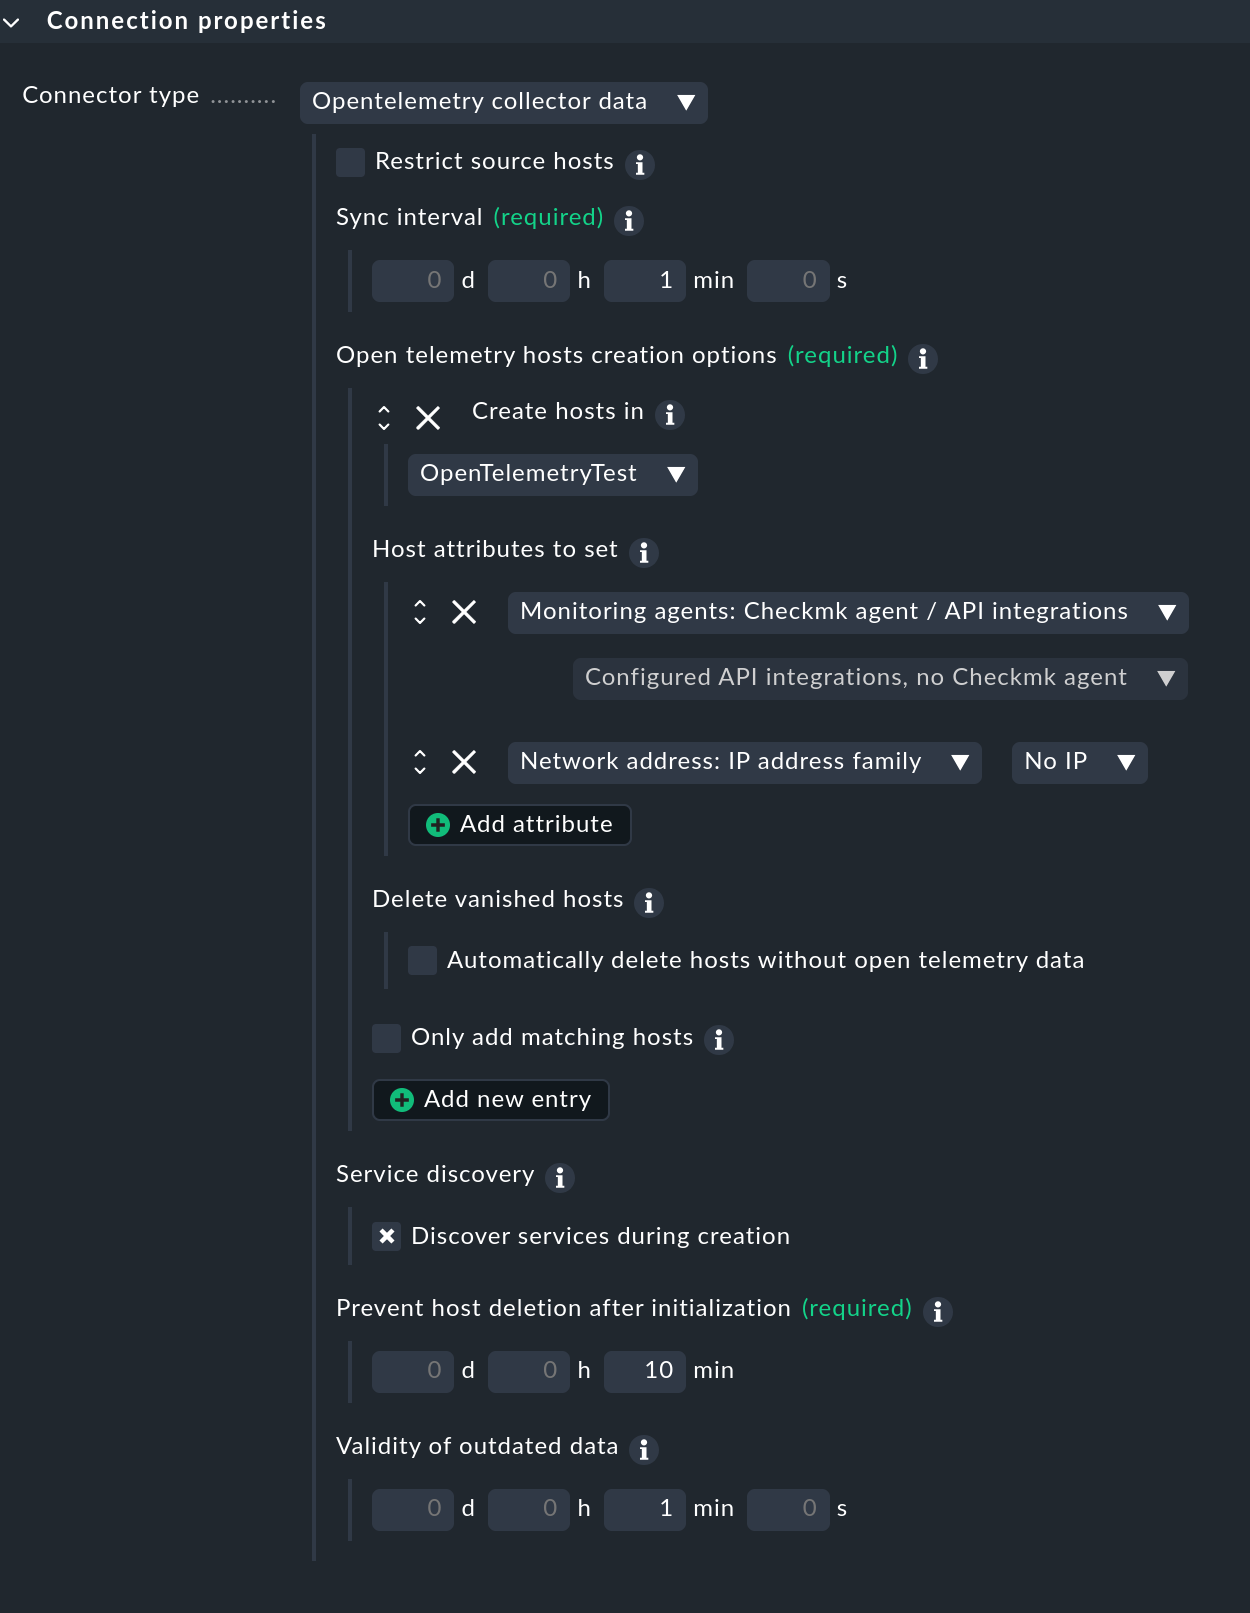 Connection properties
Connector type ..........
Opentelemetry collector data
Restrict source hosts
Sync interval (required)
0 d 0 h 1 min 0 s
Open telemetry hosts creation options (required)
Create hosts in
OpenTelemetryTest
Host attributes to set
Monitoring agents: Checkmk agent / API integrations
Configured API integrations, no Checkmk agent
Network address: IP address family No IP
Add attribute
Delete vanished hosts
Automatically delete hosts without open telemetry data
Only add matching hosts
Add new entry
Service discovery
Discover services during creation
Prevent host deletion after initialization (required)
0 d 0 h 10 min
Validity of outdated data
0 d 0 h 1 min 0 s